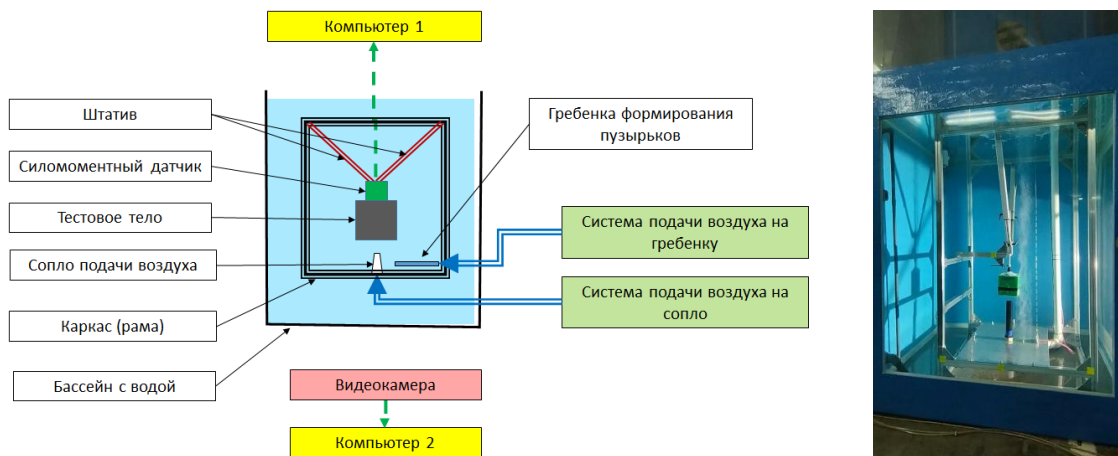 Компьютер 1
Штатив
Гребенка формирования
пузырьков
Силомоментный датчик
Тестовое тело
Система подачи воздуха на
гребенку
Сопло подачи воздуха
Система подачи воздуха на
сопло
Каркас (рама)
Бассейн с водой
Видеокамера
Компьютер 2